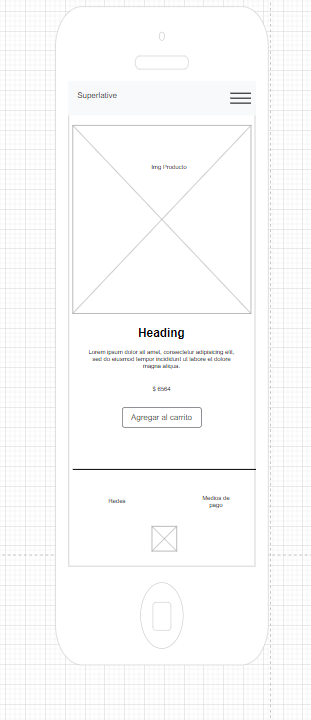 Superlative
Img Producto
Heading
Lorem ipsum dolor sit amet, consectetur adipisicing elit,
sed do eiusmod tempor incididunt ut labore et dolore
magna aliqua.
$ 6564
Agregar al carrito
Redes
Medios de
pago